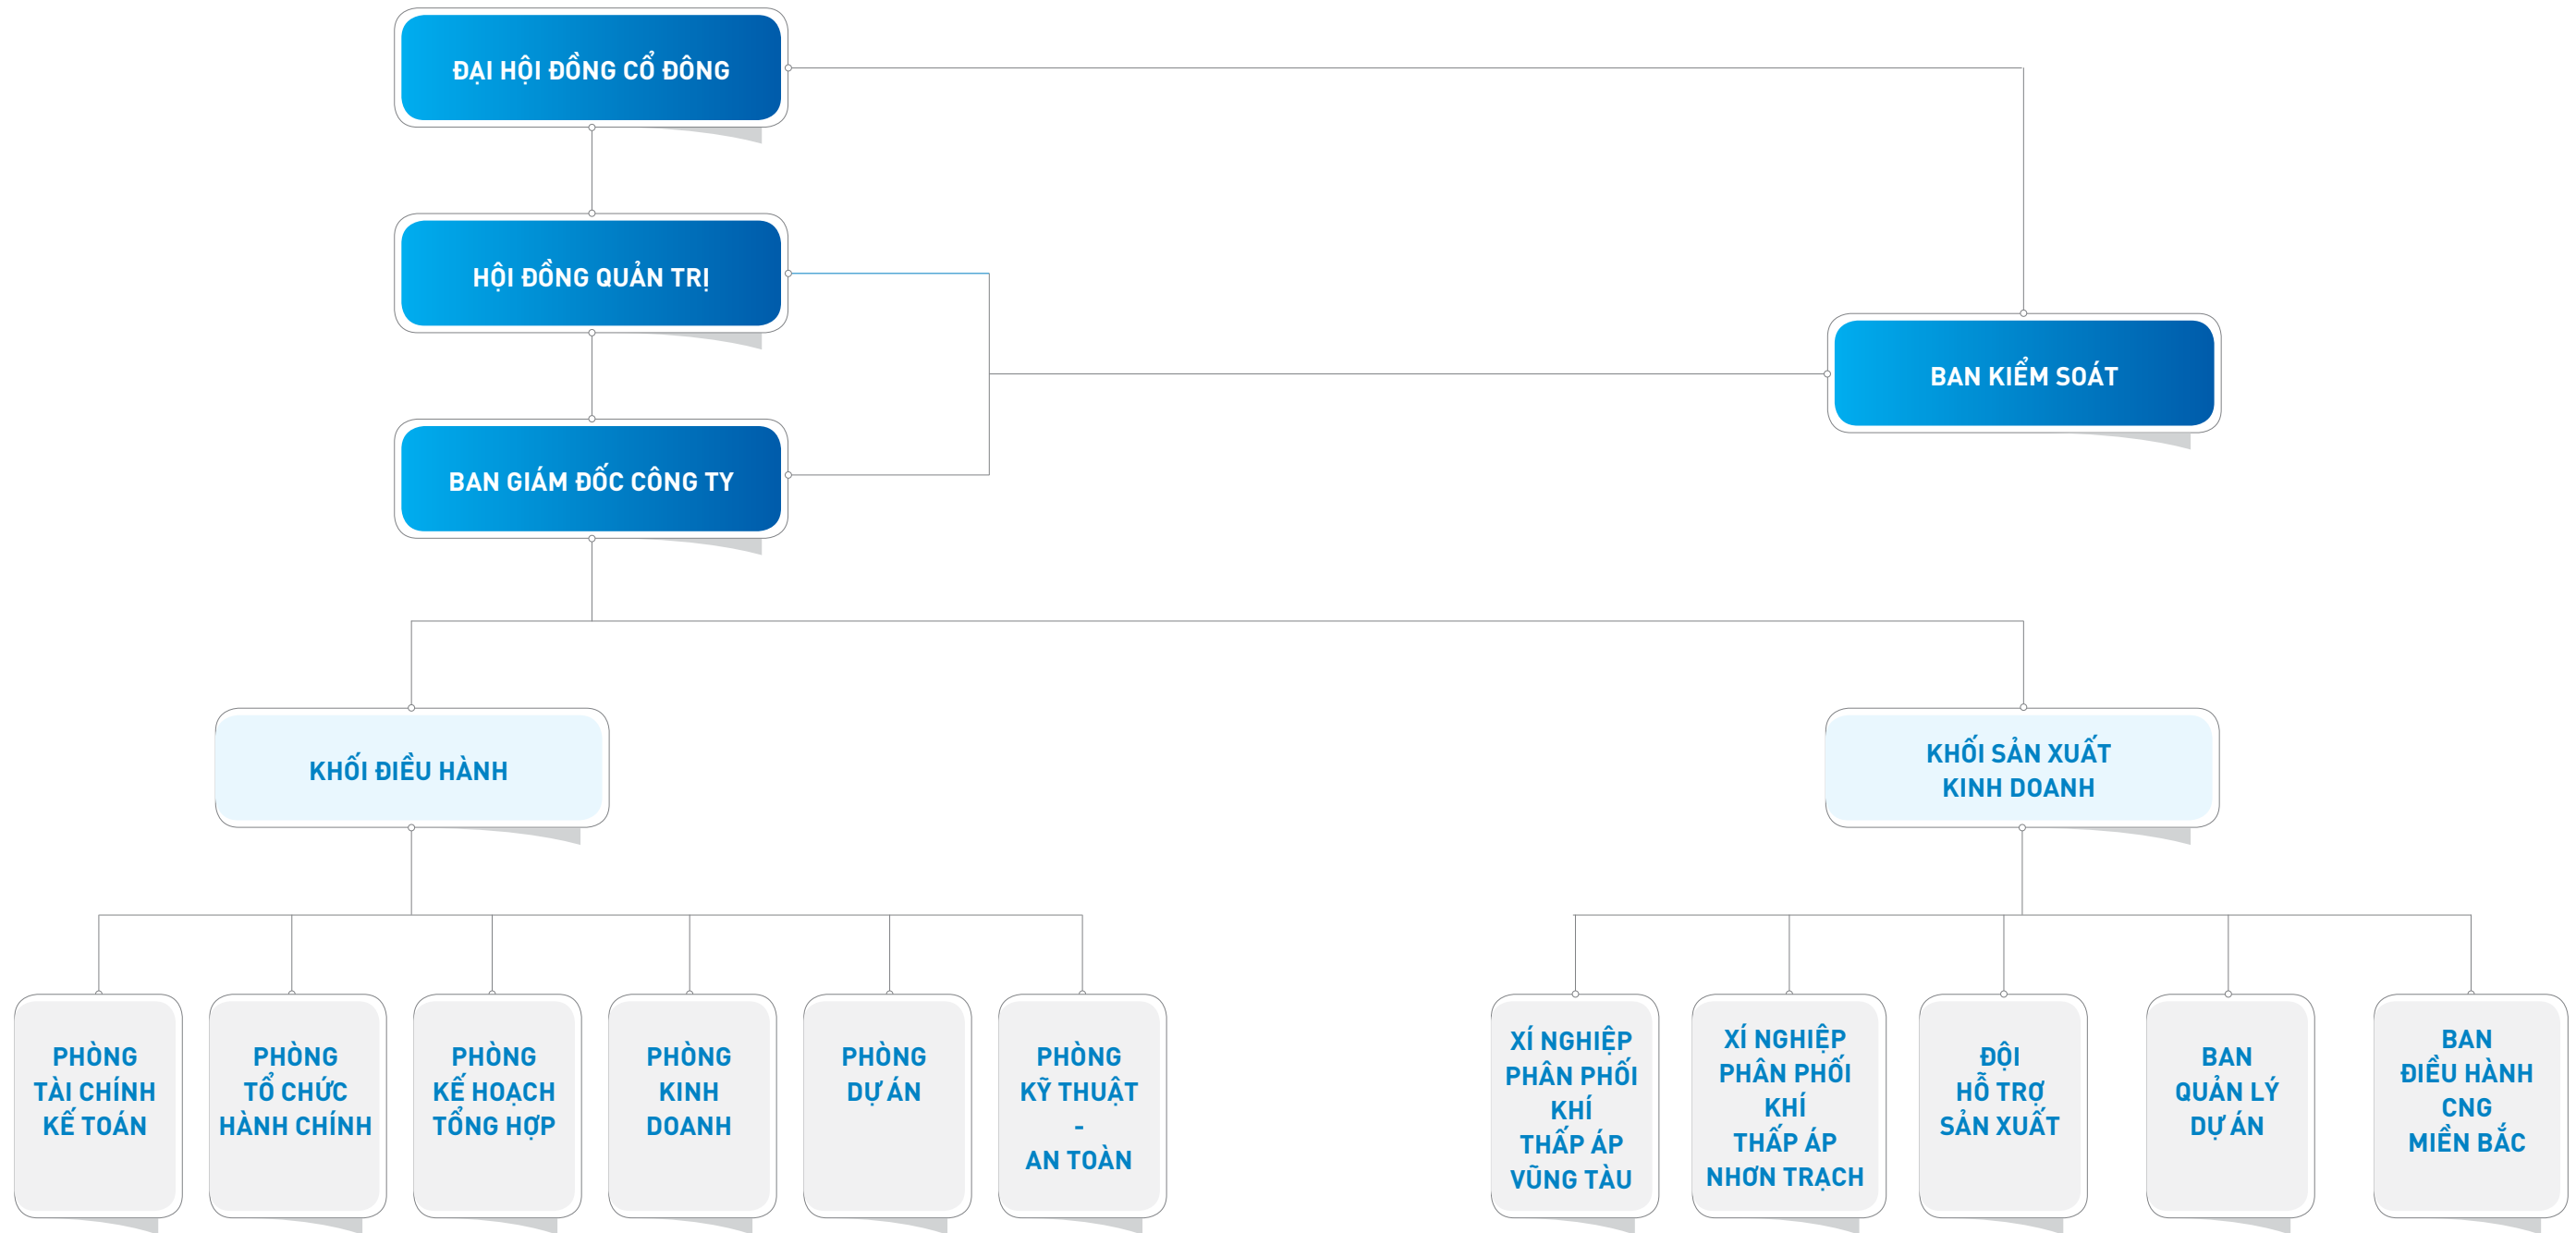 ĐẠI HỘI ĐỒNG CỔ ĐÔNG
HỘI ĐỒNG QUẢN TRỊ
BAN KIỂM SOÁT
BAN GIÁM ĐỐC CÔNG TY
KHỐI ĐIỀU HÀNH
KHỐI SẢN XUẤT
KINH DOANH
PHÒNG
TÀI CHÍNH
KẾ TOÁN
PHÒNG
TỔ CHỨC
HÀNH CHÍNH
PHÒNG
KẾ HOẠCH
TỔNG HỢP
PHÒNG
KINH
DOANH
PHÒNG
DỰ ÁN
PHÒNG
KỸ THUẬT
-
AN TOÀN
XÍ NGHIỆP
PHÂN PHỐI
KHÍ
THẤP ÁP
VŨNG TÀU
XÍ NGHIỆP
PHÂN PHỐI
KHÍ
THẤP ÁP
NHƠN TRẠCH
ĐỘI
HỖ TRỢ
SẢN XUẤT
BAN
QUẢN LÝ
DỰ ÁN
BAN
ĐIỀU HÀNH
CNG
MIỀN BẮC